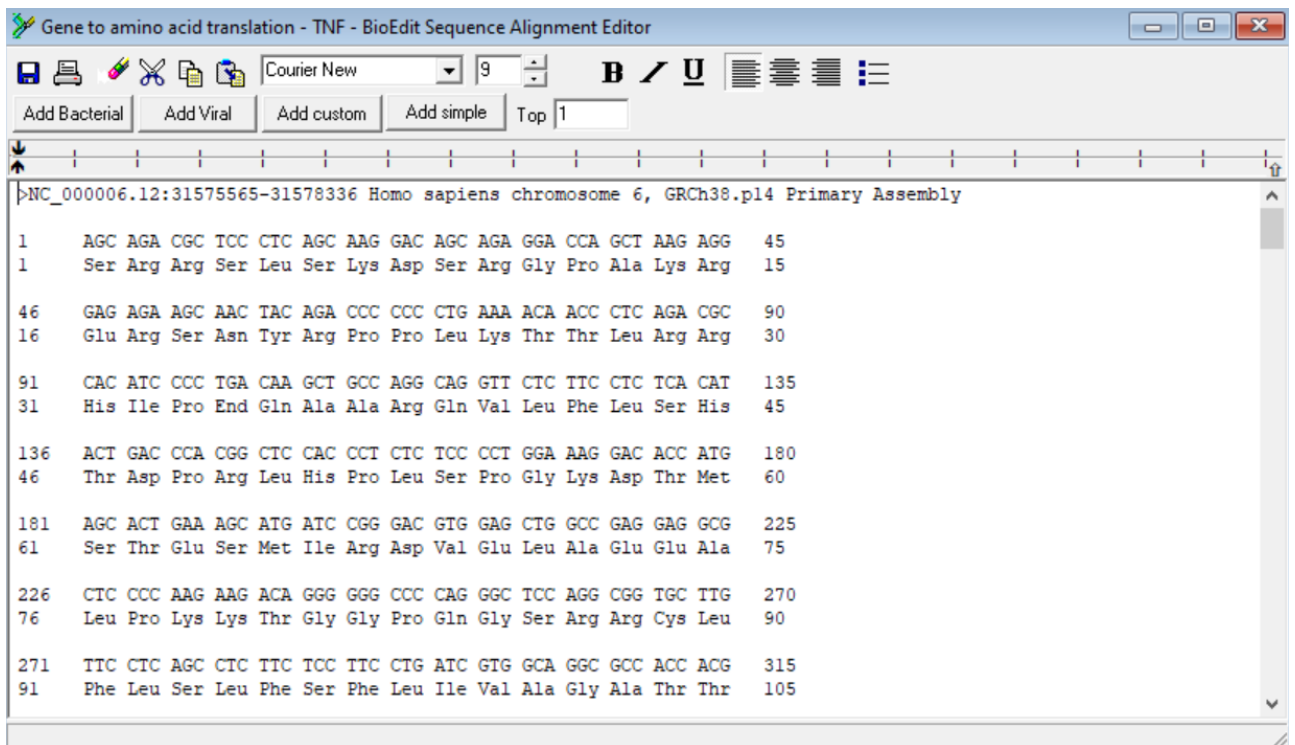 Gene to amino acid translation - TNF - BioEdit Sequence Alignment Editor
Courier New 9 B I U
Add Bacterial Add Viral Add custom Add simple Top 1
>NC_000006.12:31575565-31578336 Homo sapiens chromosome 6, GRCh38.p14 Primary Assembly
1 AGC AGA CGC TCC CTC AGC AAG GAC AGC AGA GGA CCA GCT AAG AGG 45
1 Ser Arg Arg Ser Leu Ser Lys Asp Ser Arg Gly Pro Ala Lys Arg 15
46 GAG AGA AGC AAC TAC AGA CCC CCC CTG AAA ACA ACC CTC AGA CGC 90
16 Glu Arg Ser Asn Tyr Arg Pro Pro Leu Lys Thr Thr Leu Arg Arg 30
91 CAC ATC CCC TGA CAA GCT GCC AGG CAG GTT CTC TTC CTC TCA CAT 135
31 His Ile Pro End Gln Ala Ala Arg Gln Val Leu Phe Leu Ser His 45
136 ACT GAC CCA CGG CTC CAC CCT CTC TCC CCT GGA AAG GAC ACC ATG 180
46 Thr Asp Pro Arg Leu His Pro Leu Ser Pro Gly Lys Asp Thr Met 60
181 AGC ACT GAA AGC ATG ATC CGG GAC GTG GAG CTG GCC GAG GAG GCG 225
61 Ser Thr Glu Ser Met Ile Arg Asp Val Glu Leu Ala Glu Glu Ala 75
226 CTC CCC AAG AAG ACA GGG GGG CCC CAG GGC TCC AGG CGG TGC TTG 270
76 Leu Pro Lys Lys Thr Gly Gly Pro Gln Gly Ser Arg Arg Cys Leu 90
271 TTC CTC AGC CTC TTC TCC TTC CTG ATC GTG GCA GGC GCC ACC ACG 315
91 Phe Leu Ser Leu Phe Ser Phe Leu Ile Val Ala Gly Ala Thr Thr 105